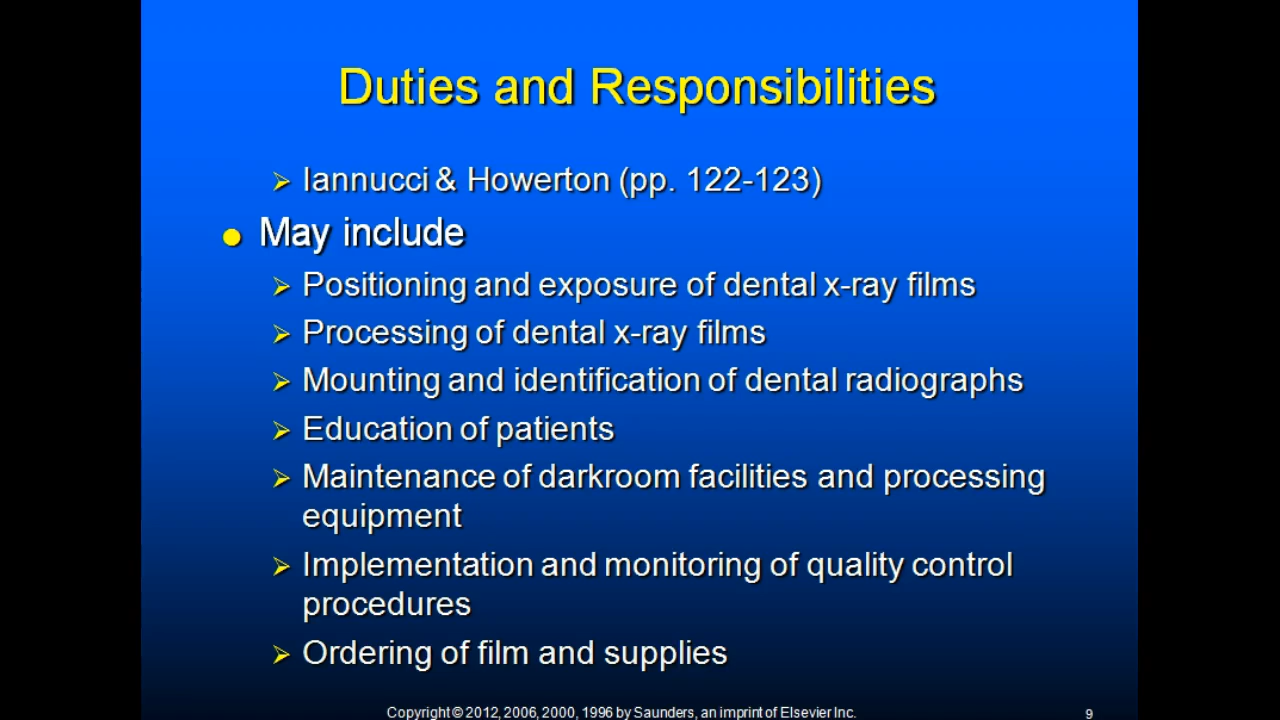 Duties and Responsibilities
Iannucci & Howerton (pp. 122-123)
May include
Positioning and exposure of dental x-ray films
Processing of dental x-ray films
Mounting and identification of dental radiographs
Education of patients
Maintenance of darkroom facilities and processing
equipment
Implementation and monitoring of quality control
procedures
Ordering of film and supplies
Copyright © 2012, 2006, 2000, 1996 by Saunders, an imprint of Elsevier Inc.
9